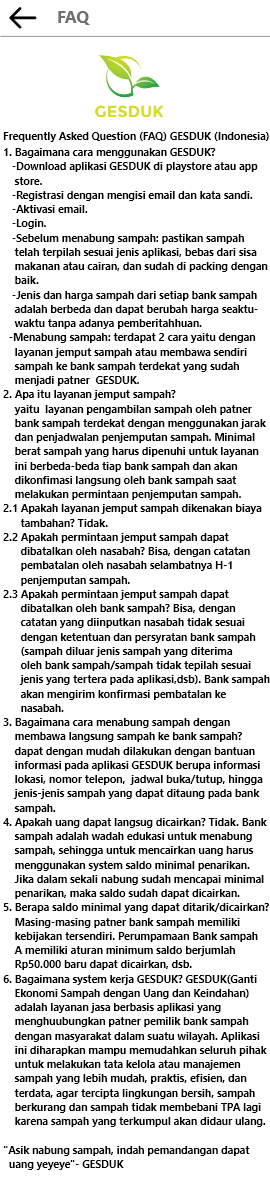 FAQ
GESDUK
Frequently Asked Question (FAQ) GESDUK (Indonesia)
1. Bagaimana cara menggunakan GESDUK?
-Download aplikasi GESDUK di playstore atau app
store.
-Registrasi dengan mengisi email dan kata sandi.
-Aktivasi email.
-Login.
-Sebelum menabung sampah: pastikan sampah
telah terpilah sesuai jenis aplikasi, bebas dari sisa
makanan atau cairan, dan sudah di packing dengan
baik.
-Jenis dan harga sampah dari setiap bank sampah
adalah berbeda dan dapat berubah harga seaktu-
waktu tanpa adanya pemberitahhuan.
-Menabung sampah: terdapat 2 cara yaitu dengan
layanan jemput sampah atau membawa sendiri
sampah ke bank sampah terdekat yang sudah
menjadi patner GESDUK.
2. Apa itu layanan jemput sampah?
yaitu layanan pengambilan sampah oleh patner
bank sampah terdekat dengan menggunakan jarak
dan penjadwalan penjemputan sampah. Minimal
berat sampah yang harus dipenuhi untuk layanan
ini berbeda-beda tiap bank sampah dan akan
dikonfimasi langsung oleh bank sampah saat
melakukan permintaan penjemputan sampah.
2.1 Apakah layanan jemput sampah dikenakan biaya
tambahan? Tidak.
2.2 Apakah permintaan jemput sampah dapat
dibatalkan oleh nasabah? Bisa, dengan catatan
pembatalan oleh nasabah selambatnya H-1
penjemputan sampah.
2.3 Apakah permintaan jemput sampah dapat
dibatalkan oleh bank sampah? Bisa, dengan
catatan yang diinputkan nasabah tidak sesuai
dengan ketentuan dan persyratan bank sampah
(sampah diluar jenis sampah yang diterima
oleh bank sampah/sampah tidak tepilah sesuai
jenis yang tertera pada aplikasi,dsb). Bank sampah
akan mengirim konfirmasi pembatalan ke
nasabah.
3. Bagaimana cara menabung sampah dengan
membawa langsung sampah ke bank sampah?
dapat dengan mudah dilakukan dengan bantuan
informasi pada aplikasi GESDUK berupa informasi
lokasi, nomor telepon, jadwal buka/tutup, hingga
jenis-jenis sampah yang dapat ditaung pada bank
sampah.
4. Apakah uang dapat langsug dicairkan? Tidak. Bank
sampah adalah wadah edukasi untuk menabung
sampah, sehingga untuk mencairkan uang harus
menggunakan system saldo minimal penarikan.
Jika dalam sekali nabung sudah mencapai minimal
penarikan, maka saldo sudah dapat dicairkan.
5. Berapa saldo minimal yang dapat ditarik/dicairkan?
Masing-masing patner bank sampah memiliki
kebijakan tersendiri. Perumpamaan Bank sampah
A memiliki aturan minimum saldo berjumlah
Rp50.000 baru dapat dicairkan, dsb.
6. Bagaimana system kerja GESDUK? GESDUK(Ganti
Ekonomi Sampah dengan Uang dan Keindahan)
adalah layanan jasa berbasis aplikasi yang
menghuubungkan patner pemilik bank sampah
dengan masyarakat dalam suatu wilayah. Aplikasi
ini diharapkan mampu memudahkan seluruh pihak
untuk melakukan tata kelola atau manajemen
sampah yang lebih mudah, praktis, efisien, dan
terdata, agar tercipta lingkungan bersih, sampah
berkurang dan sampah tidak membebani TPA lagi
karena sampah yang terkumpul akan didaur ulang.
"Asik nabung sampah, indah pemandangan dapat
uang yeyeye"- GESDUK